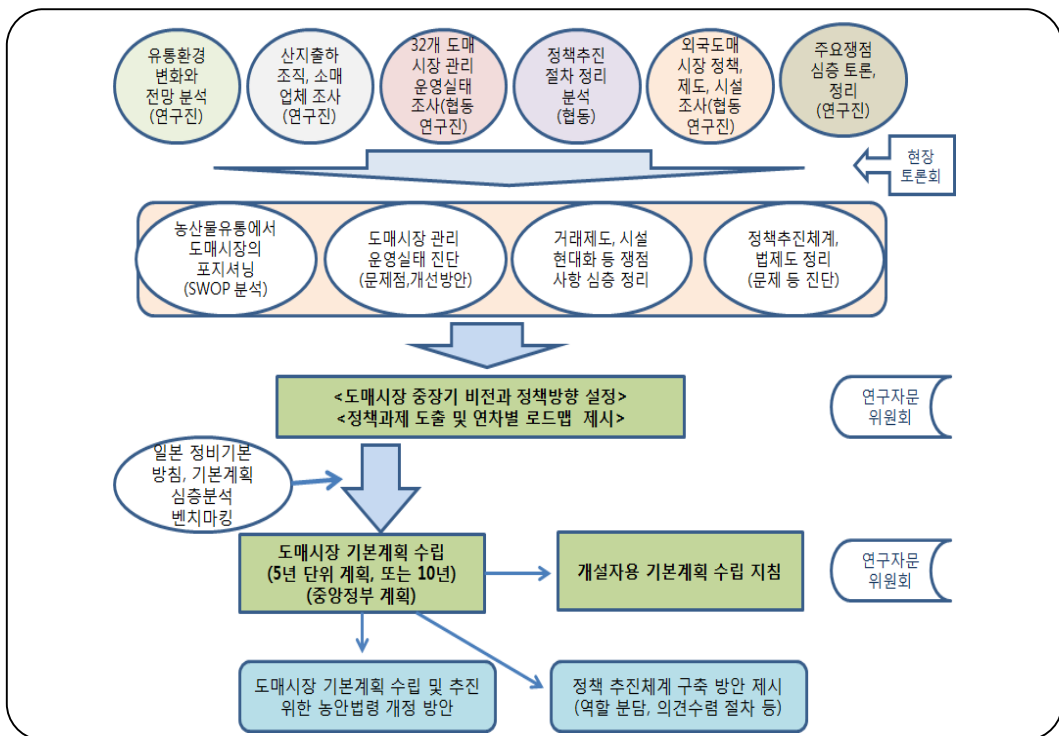 유통환경
변화와
전망 분석
(연구진)
산지출하
조직, 소매
업체 조사
(연구진)
32개 도매
시장 관리
운영실태
조사(협동
연구진)
정책추진
절차 정리
분석
(협동)
외국도매
시장 정책,
제도, 시설
조사(협동
연구진)
주요쟁점
심층 토론,
정리
(연구진)
현장
토론회
농산물유통에서
도매시장의
포지셔닝
(SWOP 분석)
도매시장 관리
운영실태 진단
(문제점,개선방안)
거래제도, 시설
현대화 등 쟁점
사항 심층 정리
정책추진체계,
법제도 정리
(문제 등 진단)
<도매시장 중장기 비전과 정책방향 설정>
<정책과제 도출 및 연차별 로드맵 제시>
연구자문
위원회
일본 정비기본
방침, 기본계획
심층분석
벤치마킹
도매시장 기본계획 수립
(5년 단위 계획, 또는 10년)
(중앙정부 계획)
개설자용 기본계획 수립 지침
연구자문
위원회
도매시장 기본계획 수립 및 추진
위한 농안법령 개정 방안
정책 추진체계 구축 방안 제시
(역할 분담, 의견수렴 절차 등)